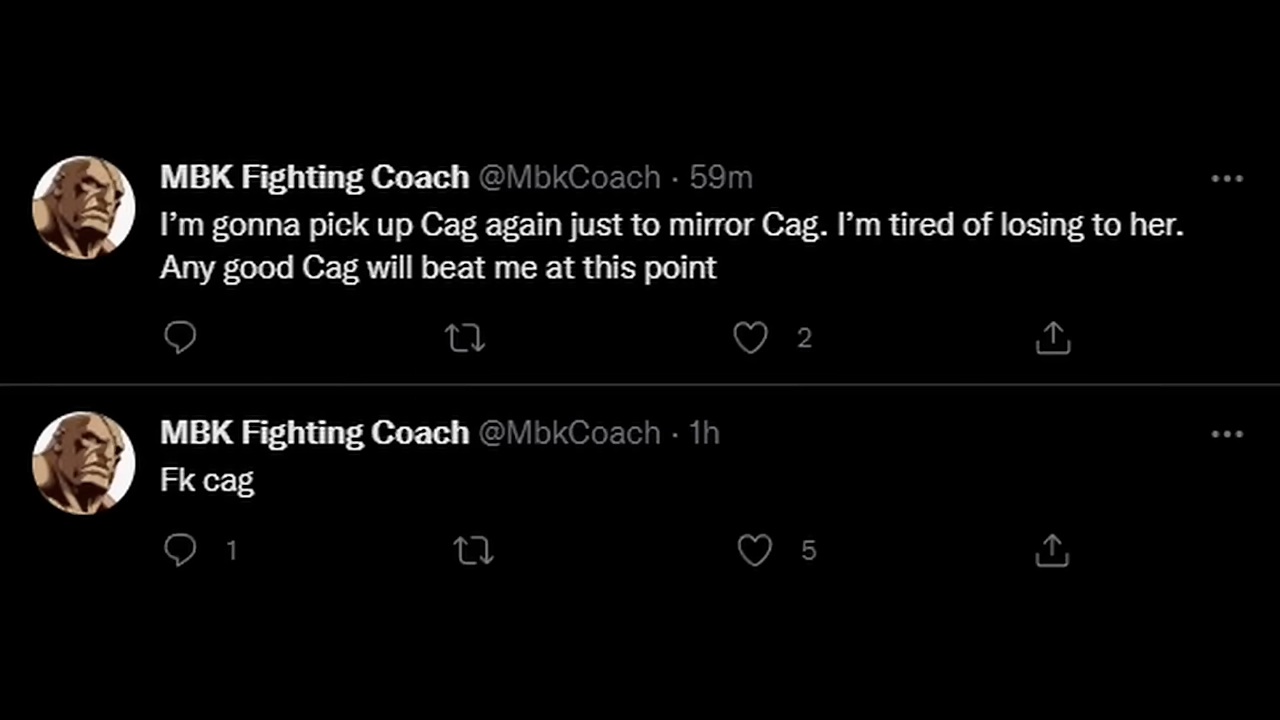 MBK Fighting Coach @MbkCoach · 59m
I’m gonna pick up Cag again just to mirror Cag. I’m tired of losing to her.
Any good Cag will beat me at this point
2
MBK Fighting Coach @MbkCoach · 1h
Fk cag
1 5